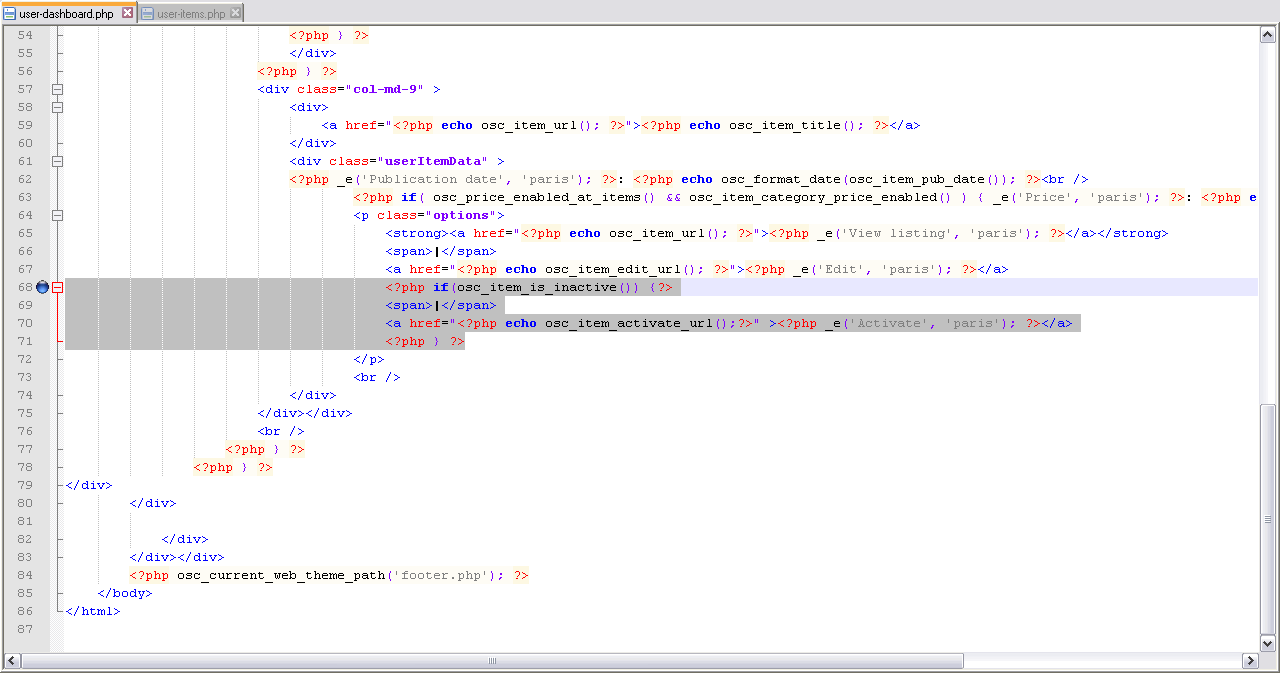 user-dashboard.php user-items.php
54 <?php } ?>
55 </div>
56 <?php } ?>
57 <div class="col-md-9" >
58 <div>
59 <a href="<?php echo osc_item_url(); ?>"><?php echo osc_item_title(); ?></a>
60 </div>
61 <div class="userItemData" >
62 <?php _e('Publication date', 'paris'); ?>: <?php echo osc_format_date(osc_item_pub_date()); ?><br />
63 <?php if( osc_price_enabled_at_items() && osc_item_category_price_enabled() ) { _e('Price', 'paris'); ?>: <?php e
64 <p class="options">
65 <strong><a href="<?php echo osc_item_url(); ?>"><?php _e('View listing', 'paris'); ?></a></strong>
66 <span>|</span>
67 <a href="<?php echo osc_item_edit_url(); ?>"><?php _e('Edit', 'paris'); ?></a>
68 <?php if(osc_item_is_inactive()) {?>
69 <span>|</span>
70 <a href="<?php echo osc_item_activate_url();?>" ><?php _e('Activate', 'paris'); ?></a>
71 <?php } ?>
72 </p>
73 <br />
74 </div>
75 </div></div>
76 <br />
77 <?php } ?>
78 <?php } ?>
79 </div>
80 </div>
81
82 </div>
83 </div></div>
84 <?php osc_current_web_theme_path('footer.php'); ?>
85 </body>
86 </html>
87